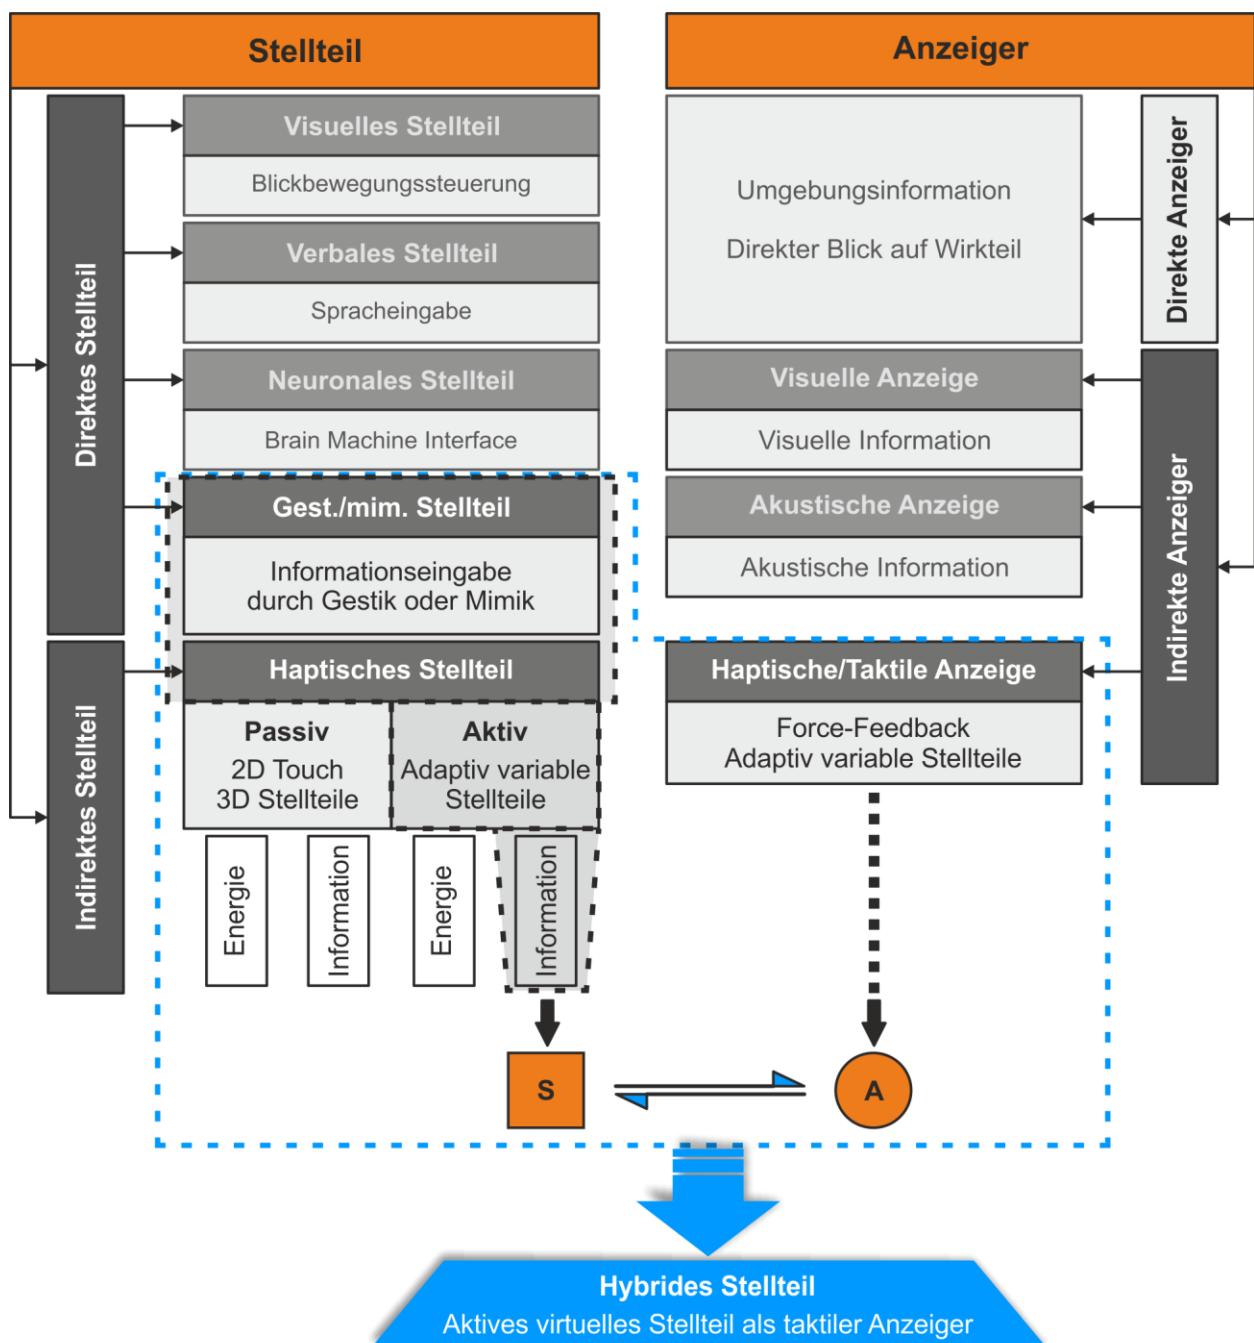 Stellteil
Direktes Stellteil
Visuelles Stellteil
Blickbewegungssteuerung
Verbales Stellteil
Spracheingabe
Neuronales Stellteil
Brain Machine Interface
Gest./mim. Stellteil
Informationseingabe
durch Gestik oder Mimik
Indirektes Stellteil
Haptisches Stellteil
Passiv
2D Touch
3D Stellteile
Aktiv
Adaptiv variable
Stellteile
Energie
Information
Energie
Information
Anzeiger
Umgebungsinformation
Direkter Blick auf Wirkteil
Direkte Anzeiger
Visuelle Anzeige
Visuelle Information
Akustische Anzeige
Akustische Information
Haptische/Taktile Anzeige
Force-Feedback
Adaptiv variable Stellteile
Indirekte Anzeiger
S
A
Hybrides Stellteil
Aktives virtuelles Stellteil als taktiler Anzeiger